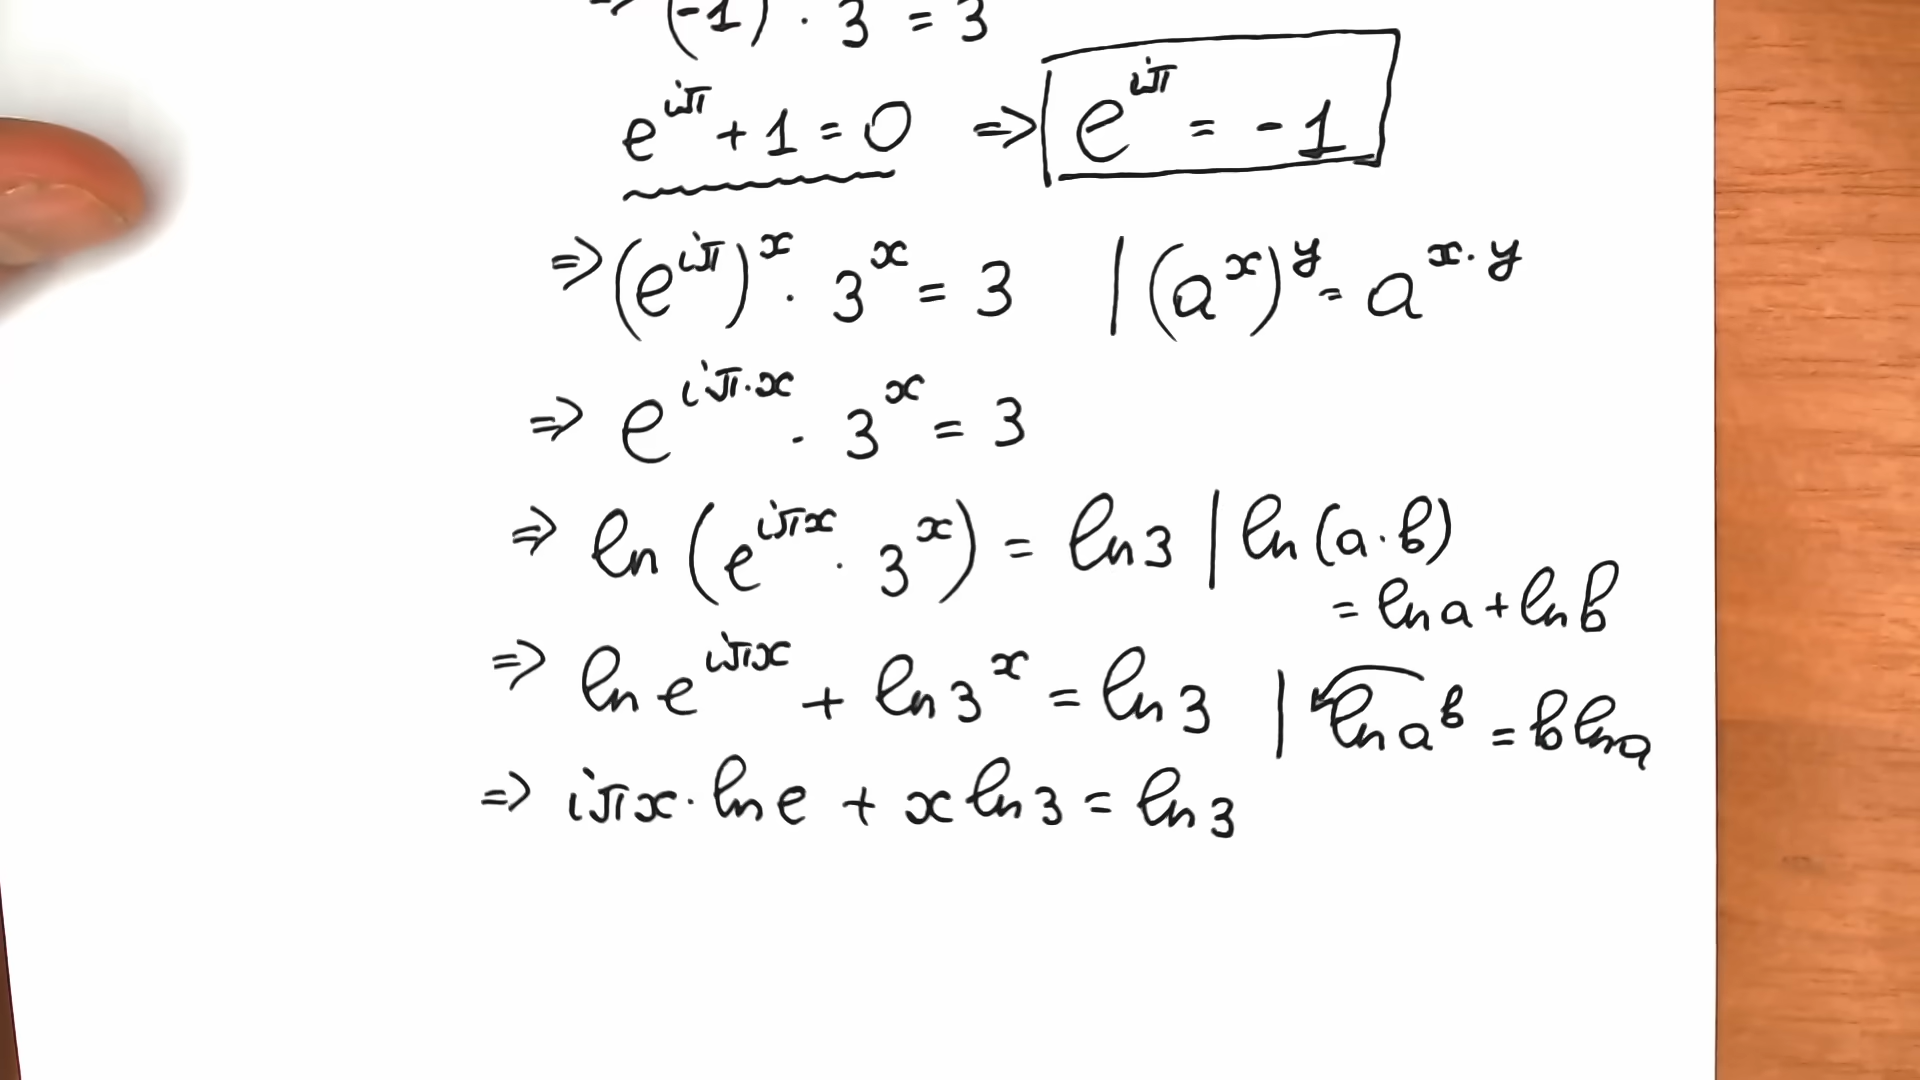 ⇒ (-1) · 3 = 3
e^{iπ} + 1 = 0 ⇒ e^{iπ} = -1
⇒ (e^{iπ})^x · 3^x = 3 | (a^x)^y = a^{x·y}
⇒ e^{iπ·x} · 3^x = 3
⇒ ln (e^{iπx} · 3^x) = ln 3 | ln (a·b)
= ln a + ln b
⇒ ln e^{iπx} + ln 3^x = ln 3 | ln a^b = b ln a
⇒ iπx · ln e + x ln 3 = ln 3